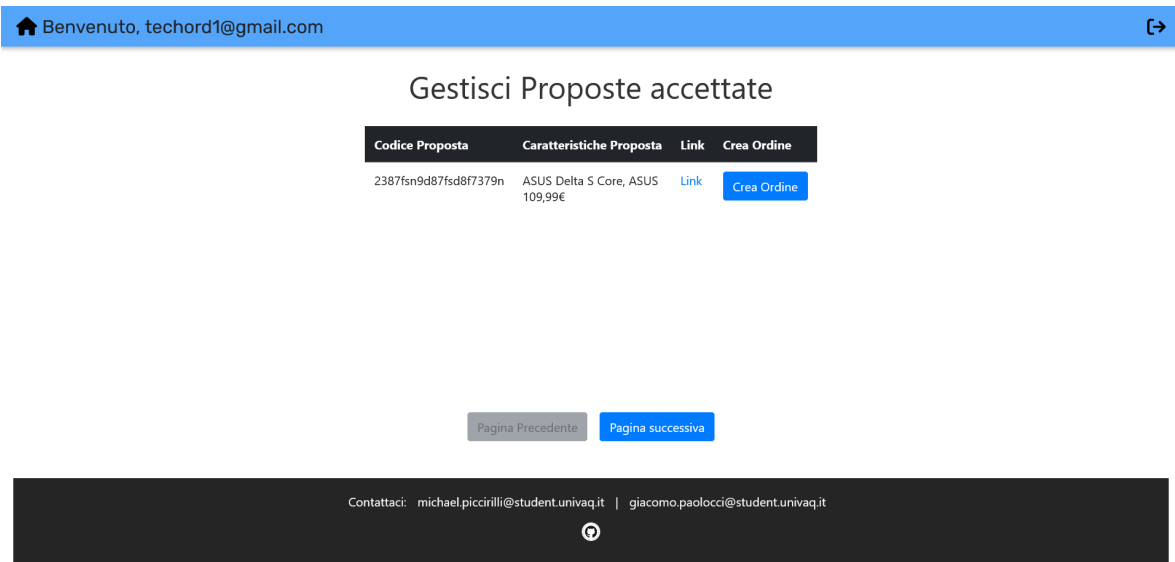 Benvenuto, techord1@gmail.com
Gestisci Proposte accettate
Codice Proposta Caratteristiche Proposta Link Crea Ordine
2387fsn9d87fsd8f7379n ASUS Delta S Core, ASUS Link Crea Ordine
109,99€
Pagina Precedente Pagina successiva
Contattaci: michael.piccirilli@student.univaq.it | giacomo.paolocci@student.univaq.it